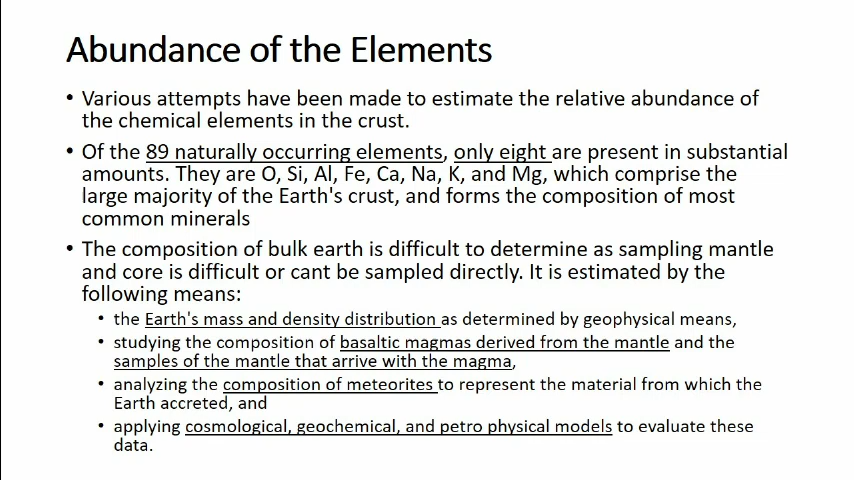 Abundance of the Elements
• Various attempts have been made to estimate the relative abundance of
the chemical elements in the crust.
• Of the 89 naturally occurring elements, only eight are present in substantial
amounts. They are O, Si, Al, Fe, Ca, Na, K, and Mg, which comprise the
large majority of the Earth's crust, and forms the composition of most
common minerals
• The composition of bulk earth is difficult to determine as sampling mantle
and core is difficult or cant be sampled directly. It is estimated by the
following means:
• the Earth's mass and density distribution as determined by geophysical means,
• studying the composition of basaltic magmas derived from the mantle and the
samples of the mantle that arrive with the magma,
• analyzing the composition of meteorites to represent the material from which the
Earth accreted, and
• applying cosmological, geochemical, and petro physical models to evaluate these
data.